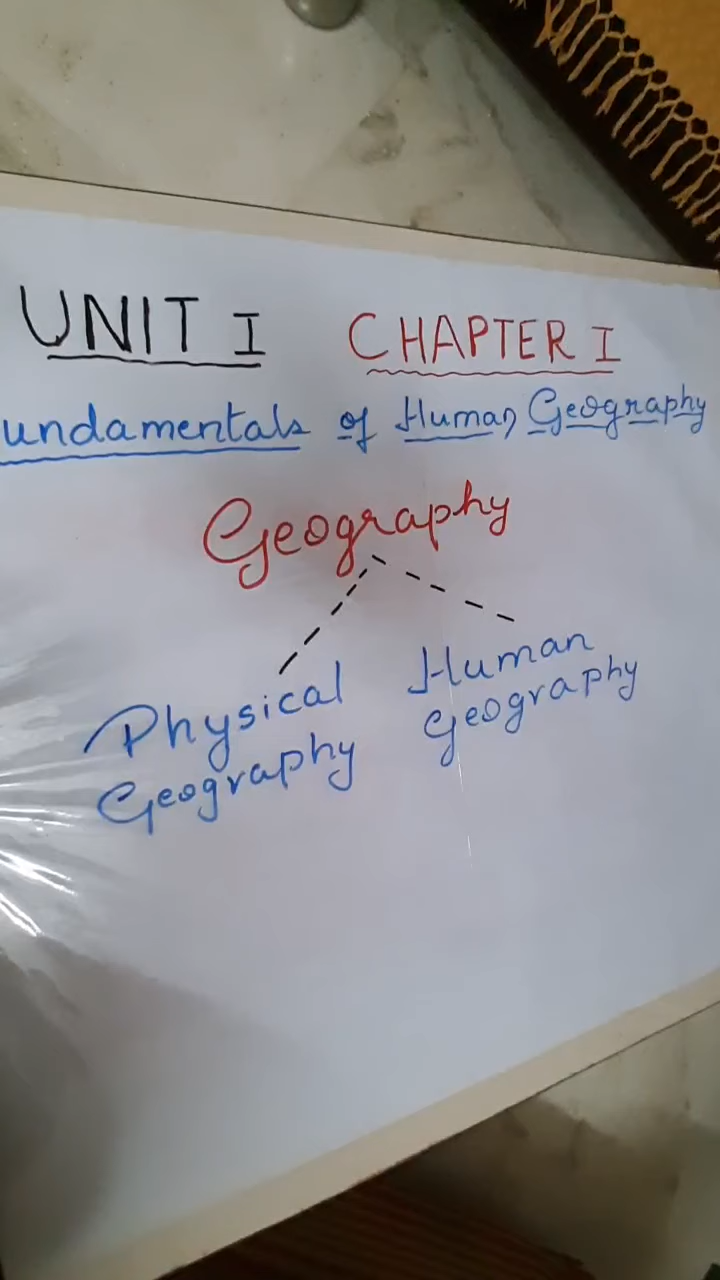 UNIT I CHAPTER I
undamentals of Human Geography
Geography
Physical Geography
Human Geography